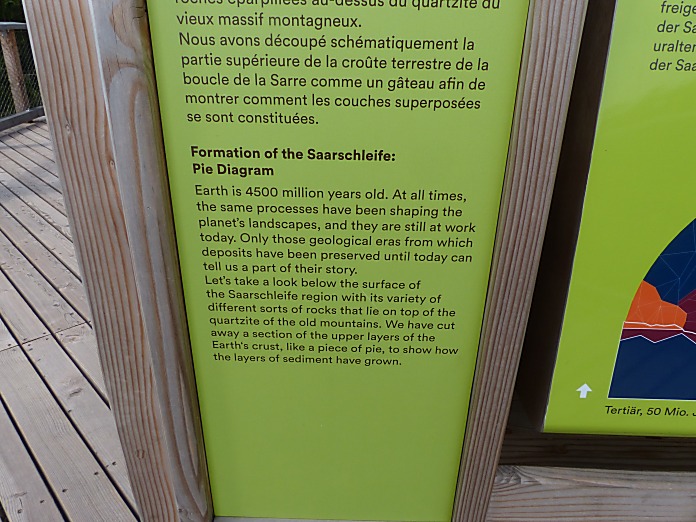 roches éparpillées au-dessus du quartzite du
vieux massif montagneux.
Nous avons découpé schématiquement la
partie supérieure de la croûte terrestre de la
boucle de la Sarre comme un gâteau afin de
montrer comment les couches superposées
se sont constituées.
Formation of the Saarschleife:
Pie Diagram
Earth is 4500 million years old. At all times,
the same processes have been shaping the
planet's landscapes, and they are still at work
today. Only those geological eras from which
deposits have been preserved until today can
tell us a part of their story.
Let's take a look below the surface of
the Saarschleife region with its variety of
different sorts of rocks that lie on top of the
quartzite of the old mountains. We have cut
away a section of the upper layers of the
Earth's crust, like a piece of pie, to show how
the layers of sediment have grown.
freige
der Sa
uralter
der Saa
Tertiär, 50 Mio. J